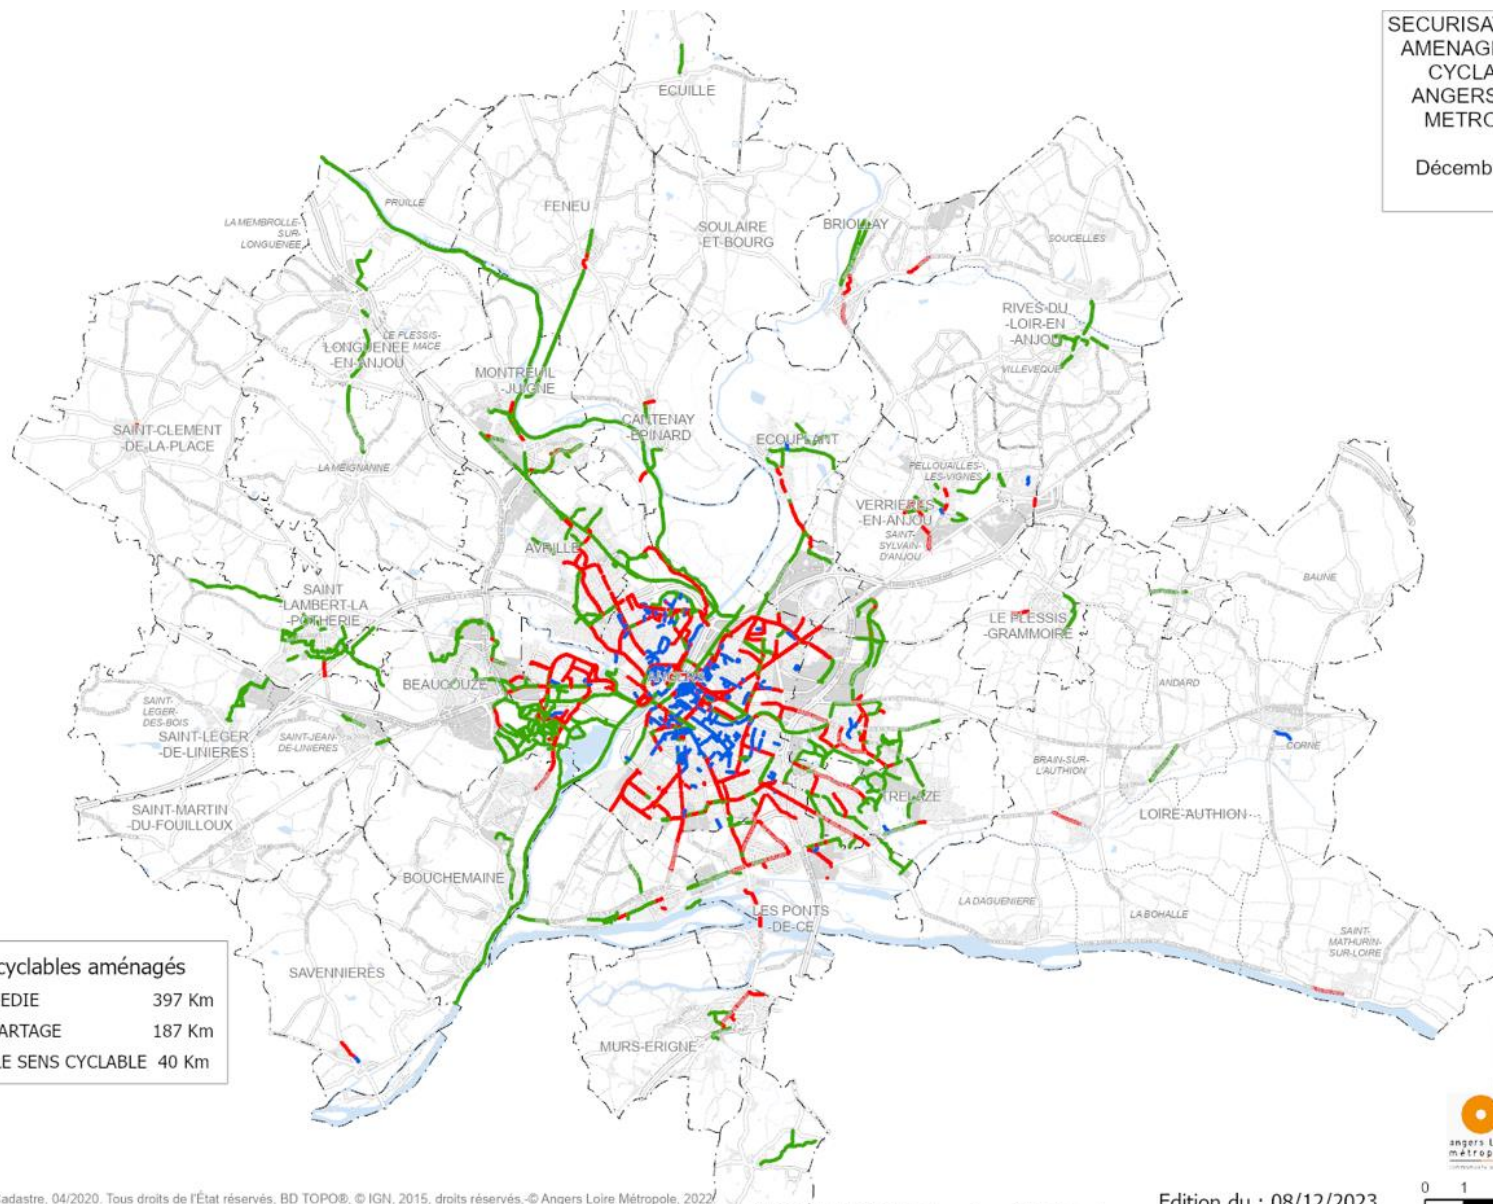 SECURISA
AMENAG
CYCLA
ANGERS
METRO
Décemb
ECUILLE
PRUILLE
FENEU
LA MEMBROLLE-
SUR-
LONGUENEE
SOULAIRE
-ET-BOURG
BRIOLLAY
SOUCELLES
RIVES-DU
-LOIR-EN
-ANJOU
VILLEVEQUE
LE PLESSIS-
MACE
LONGUENEE
-EN-ANJOU
MONTREUIL
-JUIGNE
SAINT-CLEMENT
-DE-LA-PLACE
CANTENAY
-EPINARD
ECOUFLANT
LA MEIGNANNE
PELLOUAILLES-
LES-VIGNES
VERRIERES
-EN-ANJOU
SAINT-
SYLVAIN-
D'ANJOU
AVRILLE
BAUNE
SAINT
-LAMBERT-LA
-POTHERIE
LE PLESSIS
-GRAMMOIRE
BEAUCOUZE
ANGERS
ANDARD
SAINT-
LEGER-
DES-BOIS
SAINT-LEGER
-DE-LINIERES
SAINT-JEAN-
DE-LINIERES
CORNE
BRAIN-SUR-
L'AUTHION
TRELAZE
SAINT-MARTIN
-DU-FOUILLOUX
LOIRE-AUTHION
BOUCHEMAINE
LA DAGUENIERE
LES PONTS
-DE-CE
LA BOHALLE
SAINT-
MATHURIN-
SUR-LOIRE
SAVENNIERES
cyclables aménagés
EDIE 397 Km
ARTAGE 187 Km
LE SENS CYCLABLE 40 Km
MURS-ERIGNE
angers L
métrop
Cadastre, 04/2020, Tous droits de l'État réservés, BD TOPO®, © IGN, 2015, droits réservés.-© Angers Loire Métropole, 2022
Edition du : 08/12/2023
0 1